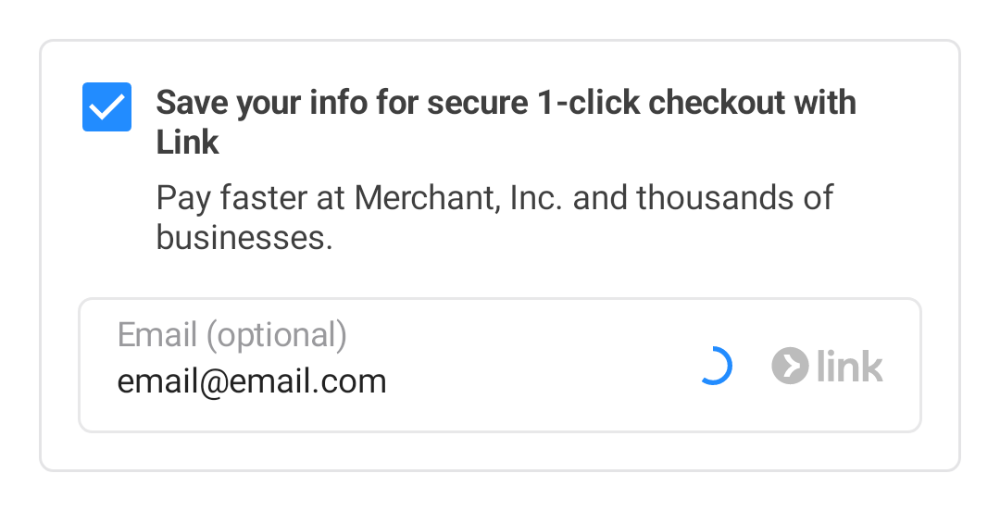 Save your info for secure 1-click checkout with
Link
Pay faster at Merchant, Inc. and thousands of
businesses.
Email (optional)
email@email.com
link